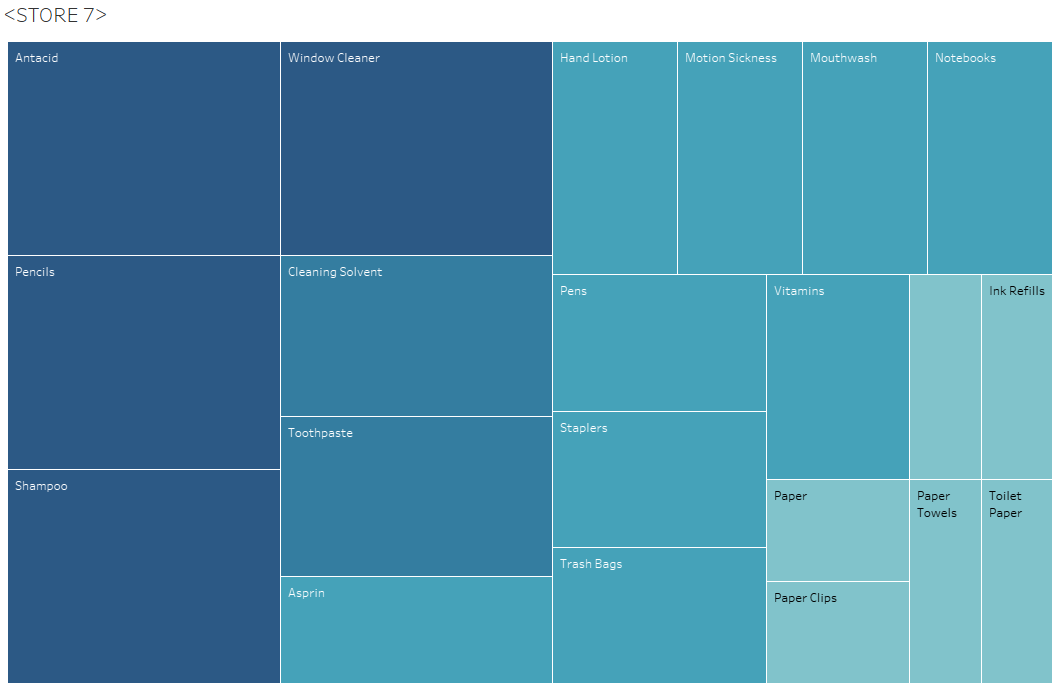 <STORE 7>
Antacid
Window Cleaner
Hand Lotion
Motion Sickness
Mouthwash
Notebooks
Pencils
Cleaning Solvent
Pens
Vitamins
Ink Refills
Staplers
Toothpaste
Shampoo
Paper
Paper
Towels
Toilet
Paper
Trash Bags
Asprin
Paper Clips